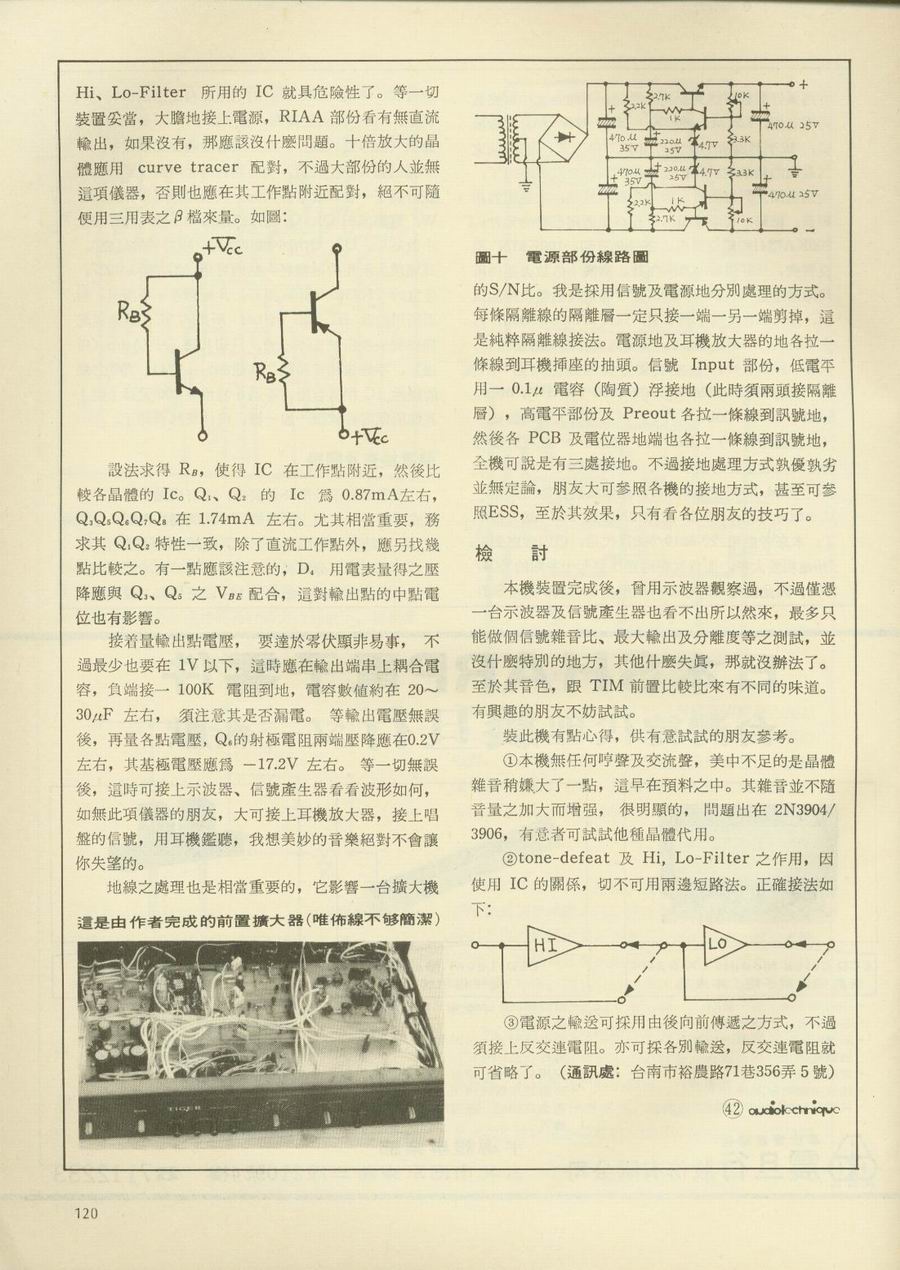 Hi、Lo-Filter 所用的 IC 就具危險性了。等一切
裝置妥當，大膽地接上電源，RIAA 部份看有無直流
輸出，如果沒有，那應該沒什麽問題。十倍放大的晶
體應用 curve tracer 配對，不過大部份的人並無
這項儀器，否則也應在其工作點附近配對，絕不可隨
便用三用表之β檔來量。如圖：
+Vcc
RB
RB
+Vcc
設法求得 RB，使得 IC 在工作點附近，然後比
較各晶體的 Ic。Q₁、Q₂ 的 Ic 爲 0.87mA左右，
Q₃Q₅Q₆Q₇Q₈ 在 1.74mA 左右。尤其相當重要，務
求其 Q₁Q₂ 特性一致，除了直流工作點外，應另找幾
點比較之。有一點應該注意的，D₄ 用電表量得之壓
降應與 Q₃、Q₅ 之 VBE 配合，這對輸出點的中點電
位也有影響。
接着量輸出點電壓， 要達於零伏顯非易事， 不
過最少也要在 1V 以下，這時應在輸出端串上耦合電
容，負端接一 100K 電阻到地，電容數値約在 20～
30μF 左右， 須注意其是否漏電。 等輸出電壓無誤
後，再量各點電壓，Q₆的射極電阻兩端壓降應在0.2V
左右，其基極電壓應爲 －17.2V 左右。 等一切無誤
後，這時可接上示波器、信號產生器看看波形如何，
如無此項儀器的朋友，大可接上耳機放大器，接上唱
盤的信號，用耳機鑑聽，我想美妙的音樂絕對不會讓
你失望的。
地線之處理也是相當重要的，它影響一台擴大機
這是由作者完成的前置擴大器(唯佈線不够簡潔)
TIGER
+
2.2K
2.7K
1K
10K
470u 35V
220u 25V
4.7V
3.3K
470u 25V
470u 35V
220u 25V
4.7V
3.3K
470u 25V
2.2K
2.7K
1K
10K
-
圖十 電源部份線路圖
的S/N比。我是採用信號及電源地分別處理的方式。
每條隔離線的隔離層一定只接一端一另一端剪掉，這
是純粹隔離線接法。電源地及耳機放大器的地各拉一
條線到耳機揷座的抽頭。信號 Input 部份，低電平
用一 0.1μ 電容（陶質）浮接地（此時須兩頭接隔離
層），高電平部份及 Preout 各拉一條線到訊號地，
然後各 PCB 及電位器地端也各拉一條線到訊號地，
全機可說是有三處接地。不過接地處理方式孰優孰劣
並無定論，朋友大可參照各機的接地方式，甚至可參
照ESS，至於其效果，只有看各位朋友的技巧了。
檢 討
本機裝置完成後，曾用示波器觀察過，不過僅憑
一台示波器及信號產生器也看不出所以然來，最多只
能做個信號雜音比、最大輸出及分離度等之測試，並
沒什麽特別的地方，其他什麽失眞，那就沒辦法了。
至於其音色，跟 TIM 前置比較比來有不同的味道。
有興趣的朋友不妨試試。
裝此機有點心得，供有意試試的朋友參考。
①本機無任何哼聲及交流聲，美中不足的是晶體
雜音稍嫌大了一點，這早在預料之中。其雜音並不隨
音量之加大而增强， 很明顯的， 問題出在 2N3904/
3906，有意者可試試他種晶體代用。
②tone-defeat 及 Hi, Lo-Filter 之作用，因
使用 IC 的關係，切不可用兩邊短路法。正確接法如
下：
HI
LO
③電源之輸送可採用由後向前傳遞之方式，不過
須接上反交連電阻。亦可採各別輸送，反交連電阻就
可省略了。（通訊處：台南市裕農路71巷356弄５號）
㊷ audiotechnique
120